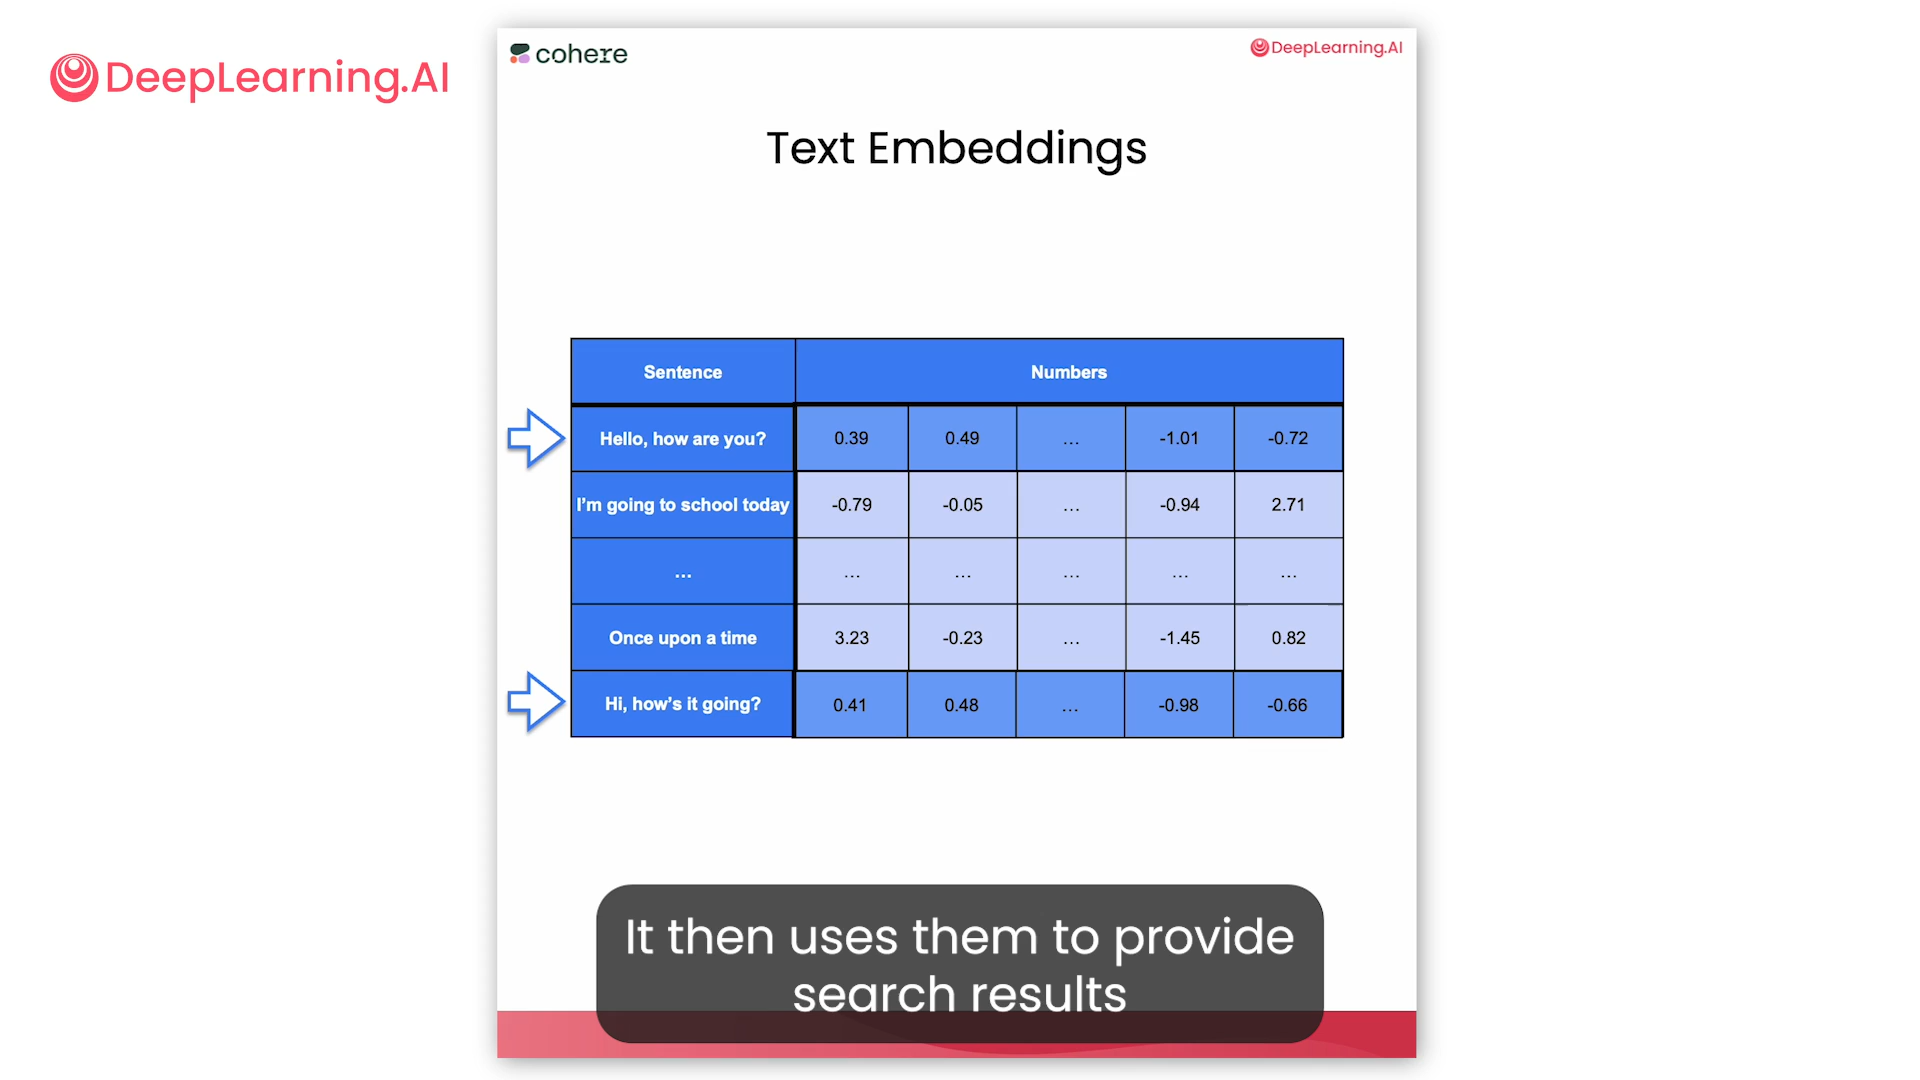 DeepLearning.AI
cohere
DeepLearning.AI
Text Embeddings
Sentence Numbers
Hello, how are you? 0.39 0.49 ... -1.01 -0.72
I'm going to school today -0.79 -0.05 ... -0.94 2.71
... ... ... ... ... ...
Once upon a time 3.23 -0.23 ... -1.45 0.82
Hi, how's it going? 0.41 0.48 ... -0.98 -0.66
It then uses them to provide
search results